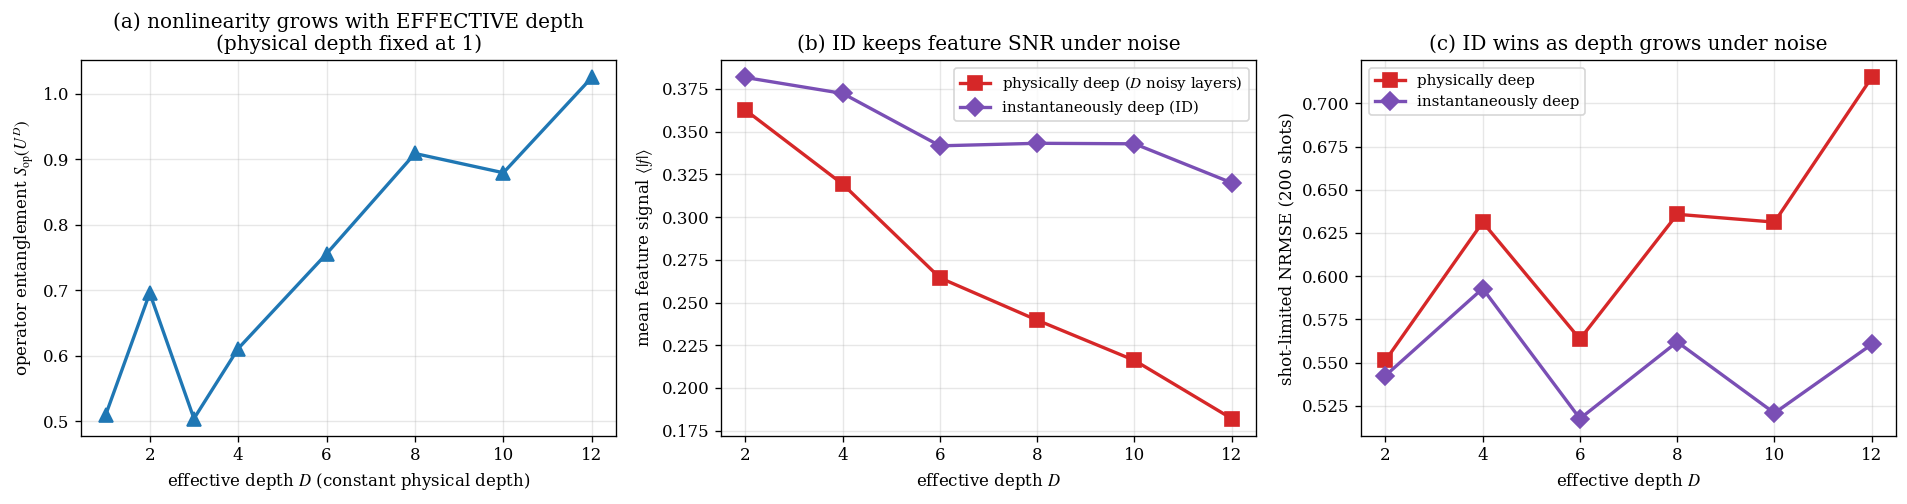 (a) nonlinearity grows with EFFECTIVE depth
(physical depth fixed at 1)
operator entanglement S_op(U^D)
1.0
0.9
0.8
0.7
0.6
0.5
2 4 6 8 10 12
effective depth D (constant physical depth)
(b) ID keeps feature SNR under noise
physically deep (D noisy layers)
instantaneously deep (ID)
mean feature signal ⟨|f|⟩
0.375
0.350
0.325
0.300
0.275
0.250
0.225
0.200
0.175
2 4 6 8 10 12
effective depth D
(c) ID wins as depth grows under noise
physically deep
instantaneously deep
shot-limited NRMSE (200 shots)
0.700
0.675
0.650
0.625
0.600
0.575
0.550
0.525
2 4 6 8 10 12
effective depth D